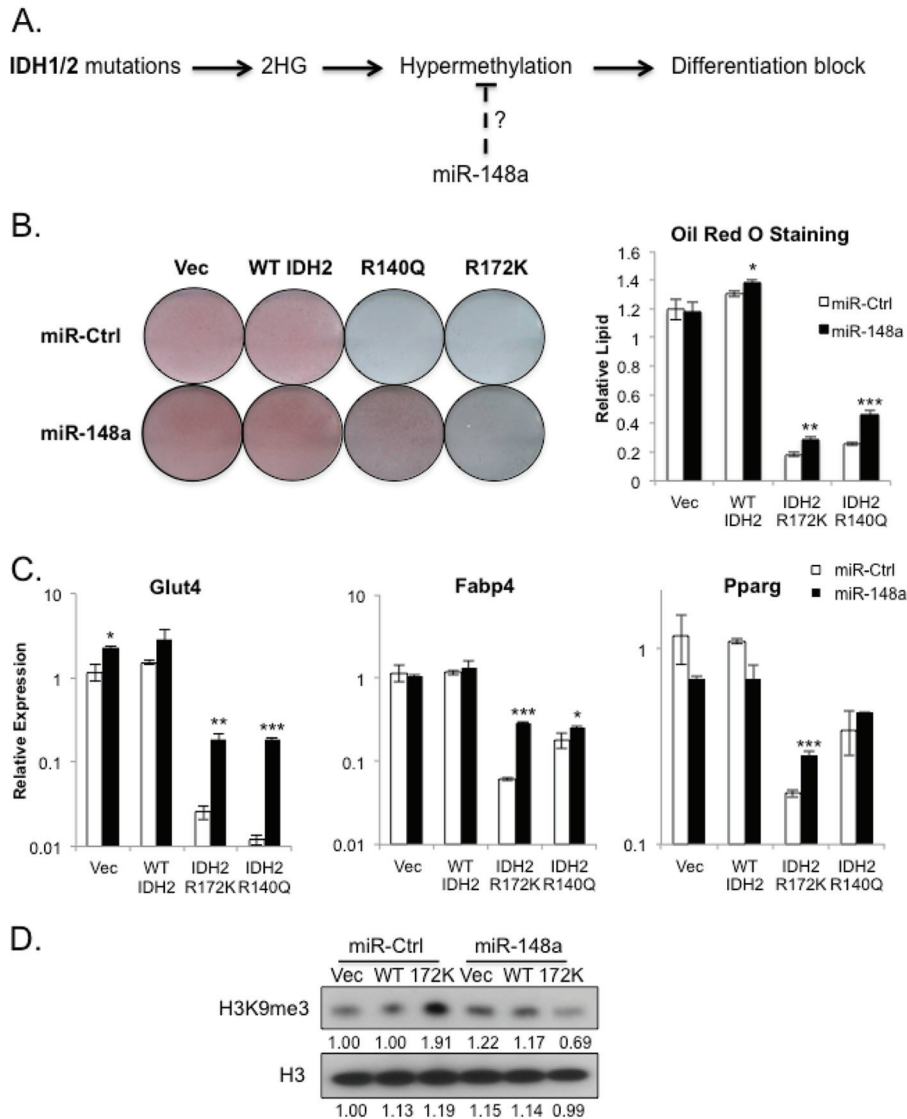 A.
IDH1/2 mutations 2HG Hypermethylation Differentiation block
?
miR-148a
B.
Vec WT IDH2 R140Q R172K
miR-Ctrl
miR-148a
Oil Red O Staining
1.6
1.4
1.2
1
0.8
0.6
0.4
0.2
0
Relative Lipid
*
**
***
miR-Ctrl
miR-148a
Vec WT IDH2 IDH2
IDH2 R172K R140Q
C.
Glut4
10
1
0.1
0.01
Relative Expression
*
**
***
Vec WT IDH2 IDH2
IDH2 R172K R140Q
Fabp4
10
1
0.1
0.01
***
*
Vec WT IDH2 IDH2
IDH2 R172K R140Q
Pparg
miR-Ctrl
miR-148a
1
0.1
***
Vec WT IDH2 IDH2
IDH2 R172K R140Q
D.
miR-Ctrl miR-148a
Vec WT 172K Vec WT 172K
H3K9me3
1.00 1.00 1.91 1.22 1.17 0.69
H3
1.00 1.13 1.19 1.15 1.14 0.99